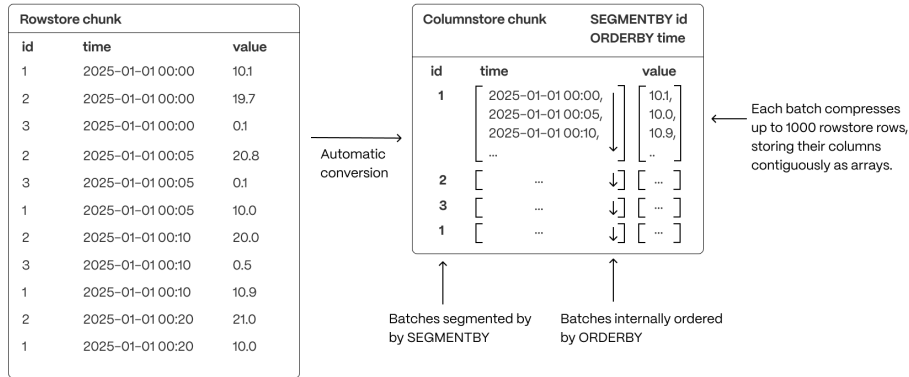 Rowstore chunk
id time value
1 2025-01-01 00:00 10.1
2 2025-01-01 00:00 19.7
3 2025-01-01 00:00 0.1
2 2025-01-01 00:05 20.8
3 2025-01-01 00:05 0.1
1 2025-01-01 00:05 10.0
2 2025-01-01 00:10 20.0
3 2025-01-01 00:10 0.5
1 2025-01-01 00:10 10.9
2 2025-01-01 00:20 21.0
1 2025-01-01 00:20 10.0
Automatic
conversion
Columnstore chunk
SEGMENTBY id
ORDERBY time
id time value
1 2025-01-01 00:00, 10.1,
2025-01-01 00:05, 10.0,
2025-01-01 00:10, 10.9,
... ..
2 ... ...
3 ... ...
1 ... ...
Each batch compresses
up to 1000 rowstore rows,
storing their columns
contiguously as arrays.
Batches segmented by
by SEGMENTBY
Batches internally ordered
by ORDERBY